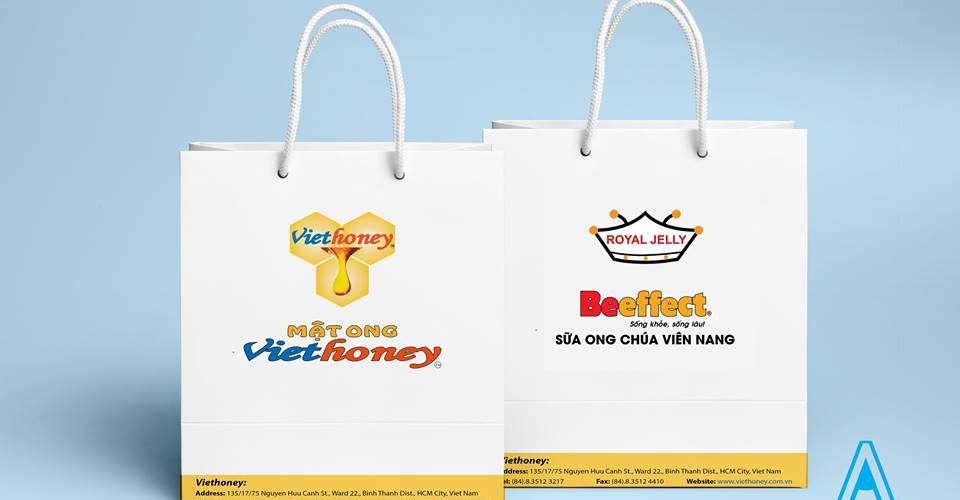 Viethoney
MẬT ONG
Viethoney
TM
Viethoney:
Address: 135/17/75 Nguyen Huu Canh St., Ward 22., Binh Thanh Dist., HCM City, Viet Nam
ROYAL JELLY
Beeffect®
Sống khỏe, sống lâu!
SỮA ONG CHÚA VIÊN NANG
Viethoney:
Address: 135/17/75 Nguyen Huu Canh St., Ward 22., Binh Thanh Dist., HCM City, Viet Nam
(84).8.3512 3217 Fax: (84).8.3512 4410 Website: www.viethoney.com.vn